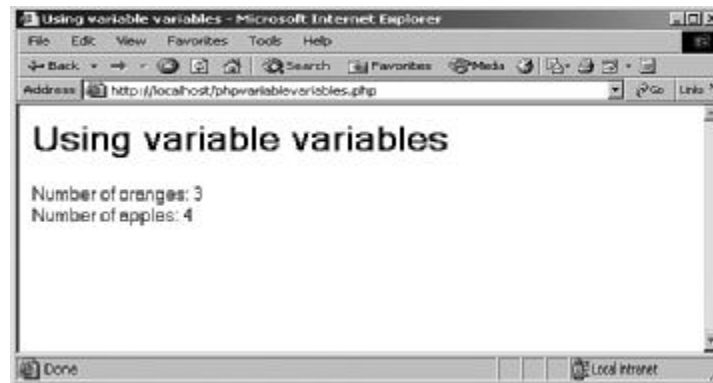 Using variable variables - Microsoft Internet Explorer
File Edit View Favorites Tools Help
Back Search Favorites Media
Address http://localhost/phpvariablevariables.php Go Links
Using variable variables
Number of oranges: 3
Number of apples: 4
Done Local intranet